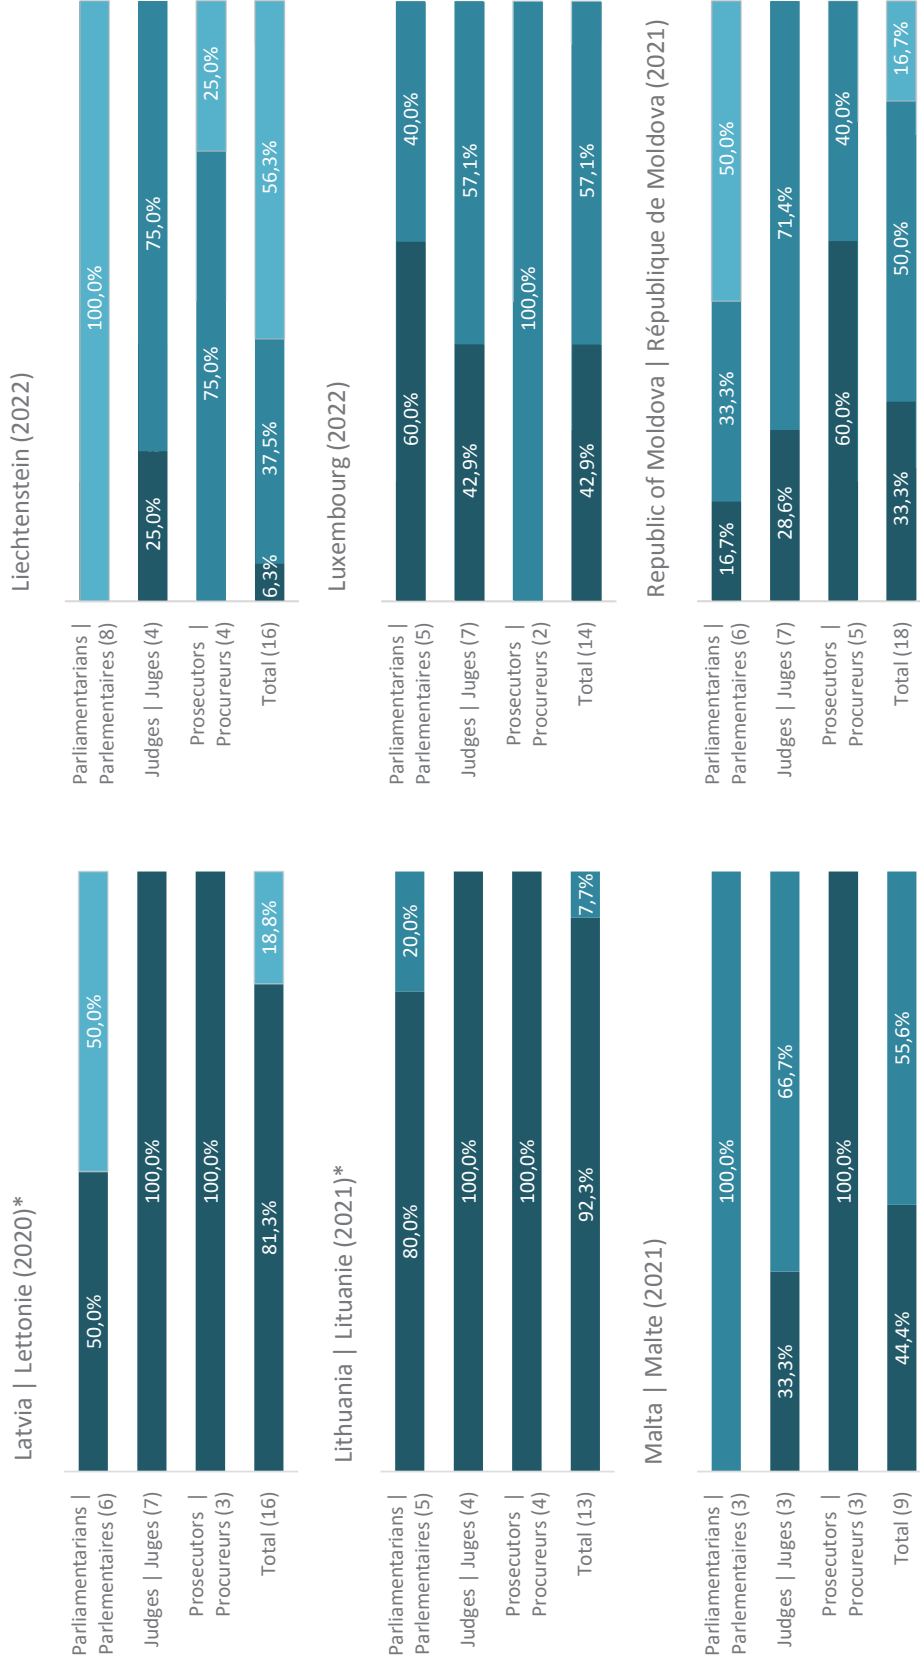 Latvia | Lettonie (2020)*
Parliamentarians |
Parlementaires (6)
50,0%
50,0%
Judges | Juges (7)
100,0%
Prosecutors |
Procureurs (3)
100,0%
Total (16)
81,3%
18,8%
Liechtenstein (2022)
Parliamentarians |
Parlementaires (8)
100,0%
Judges | Juges (4)
25,0%
75,0%
Prosecutors |
Procureurs (4)
75,0%
25,0%
Total (16)
6,3%
37,5%
56,3%
Lithuania | Lituanie (2021)*
Parliamentarians |
Parlementaires (5)
80,0%
20,0%
Judges | Juges (4)
100,0%
Prosecutors |
Procureurs (4)
100,0%
Total (13)
92,3%
7,7%
Luxembourg (2022)
Parliamentarians |
Parlementaires (5)
60,0%
40,0%
Judges | Juges (7)
42,9%
57,1%
Prosecutors |
Procureurs (2)
100,0%
Total (14)
42,9%
57,1%
Malta | Malte (2021)
Parliamentarians |
Parlementaires (3)
100,0%
Judges | Juges (3)
33,3%
66,7%
Prosecutors |
Procureurs (3)
100,0%
Total (9)
44,4%
55,6%
Republic of Moldova | République de Moldova (2021)
Parliamentarians |
Parlementaires (6)
16,7%
33,3%
50,0%
Judges | Juges (7)
28,6%
71,4%
Prosecutors |
Procureurs (5)
60,0%
40,0%
Total (18)
33,3%
50,0%
16,7%